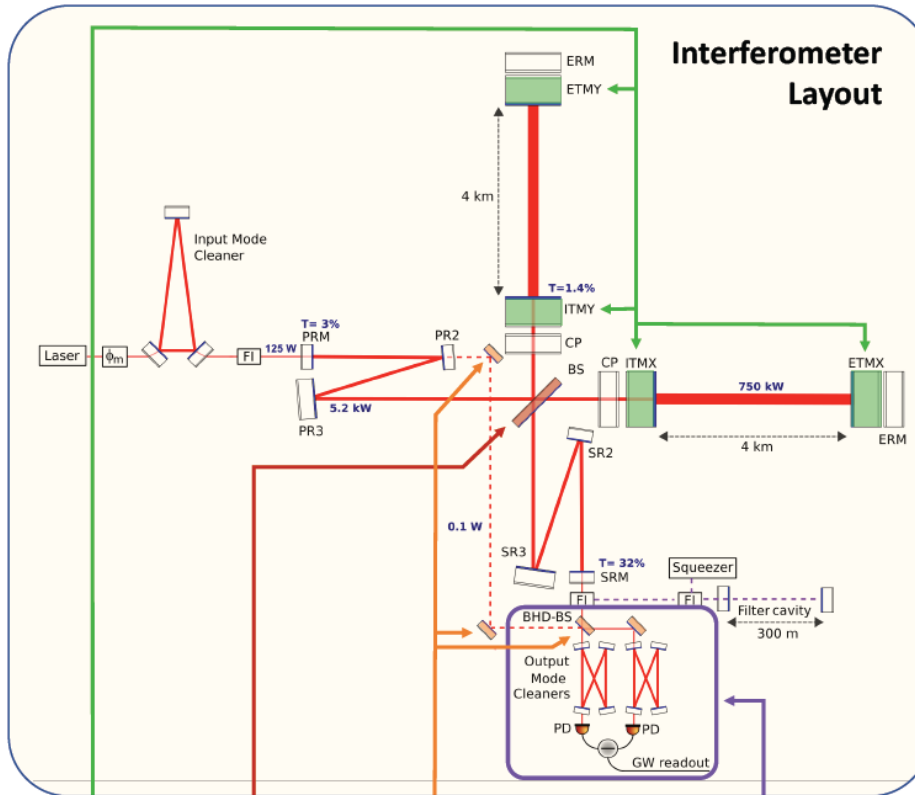 Interferometer
Layout
ERM
ETMY
4 km
Input Mode
Cleaner
T=1.4%
ITMY
T= 3%
PRM
PR2
CP
Laser
ϕm
FI
125 W
BS
CP
ITMX
ETMX
750 kW
5.2 kW
PR3
ERM
4 km
SR2
0.1 W
SR3
T= 32%
SRM
Squeezer
FI
FI
Filter cavity
300 m
BHD-BS
Output
Mode
Cleaners
PD
PD
GW readout